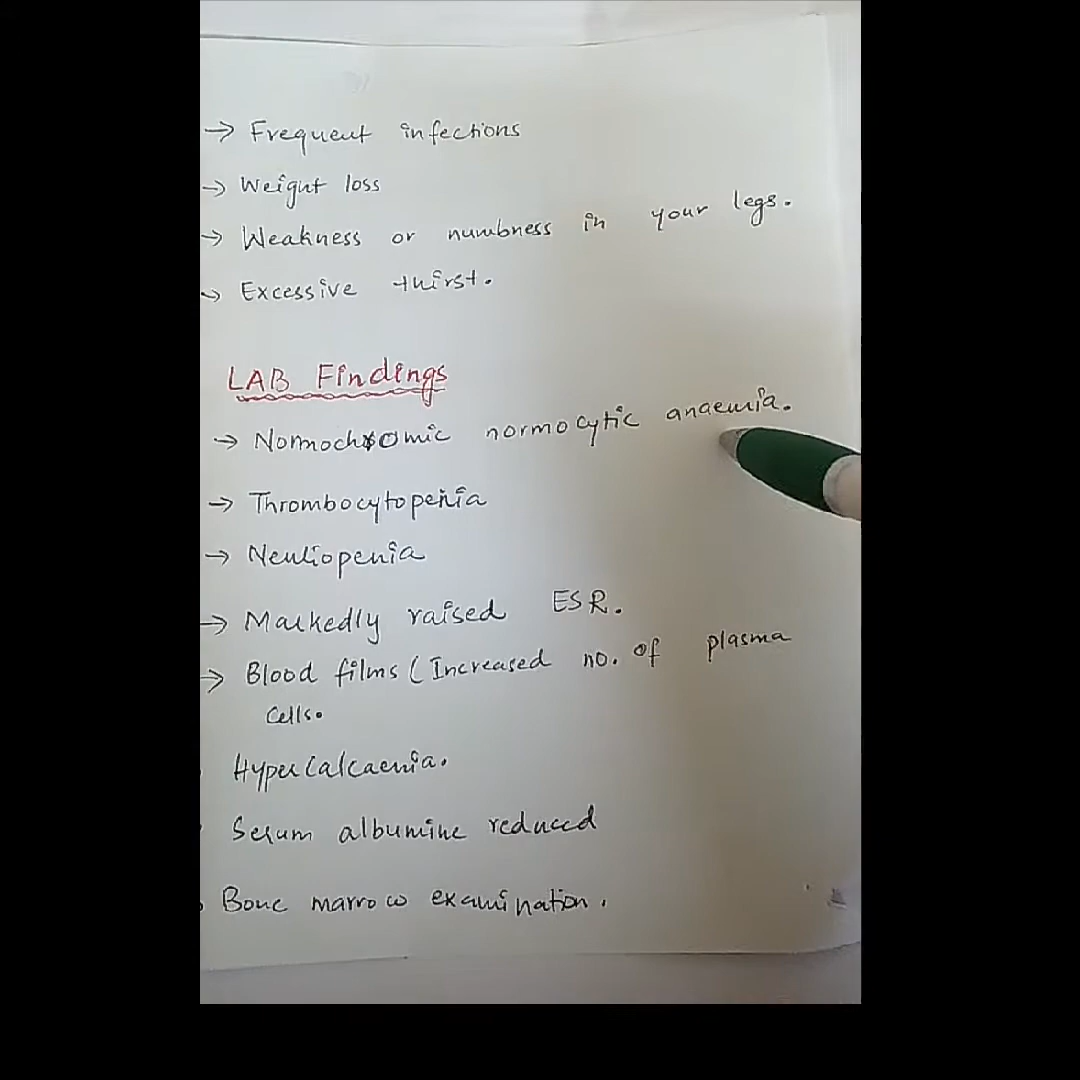 → Frequent infections
→ Weight loss
→ Weakness or numbness in your legs.
→ Excessive thirst.
LAB Findings
→ Normochromic normocytic anaemia.
→ Thrombocytopenia
→ Neutropenia
→ Markedly raised ESR.
→ Blood films (Increased no. of plasma
cells.
Hypercalcaemia.
Serum albumine reduced
Bone marrow examination.